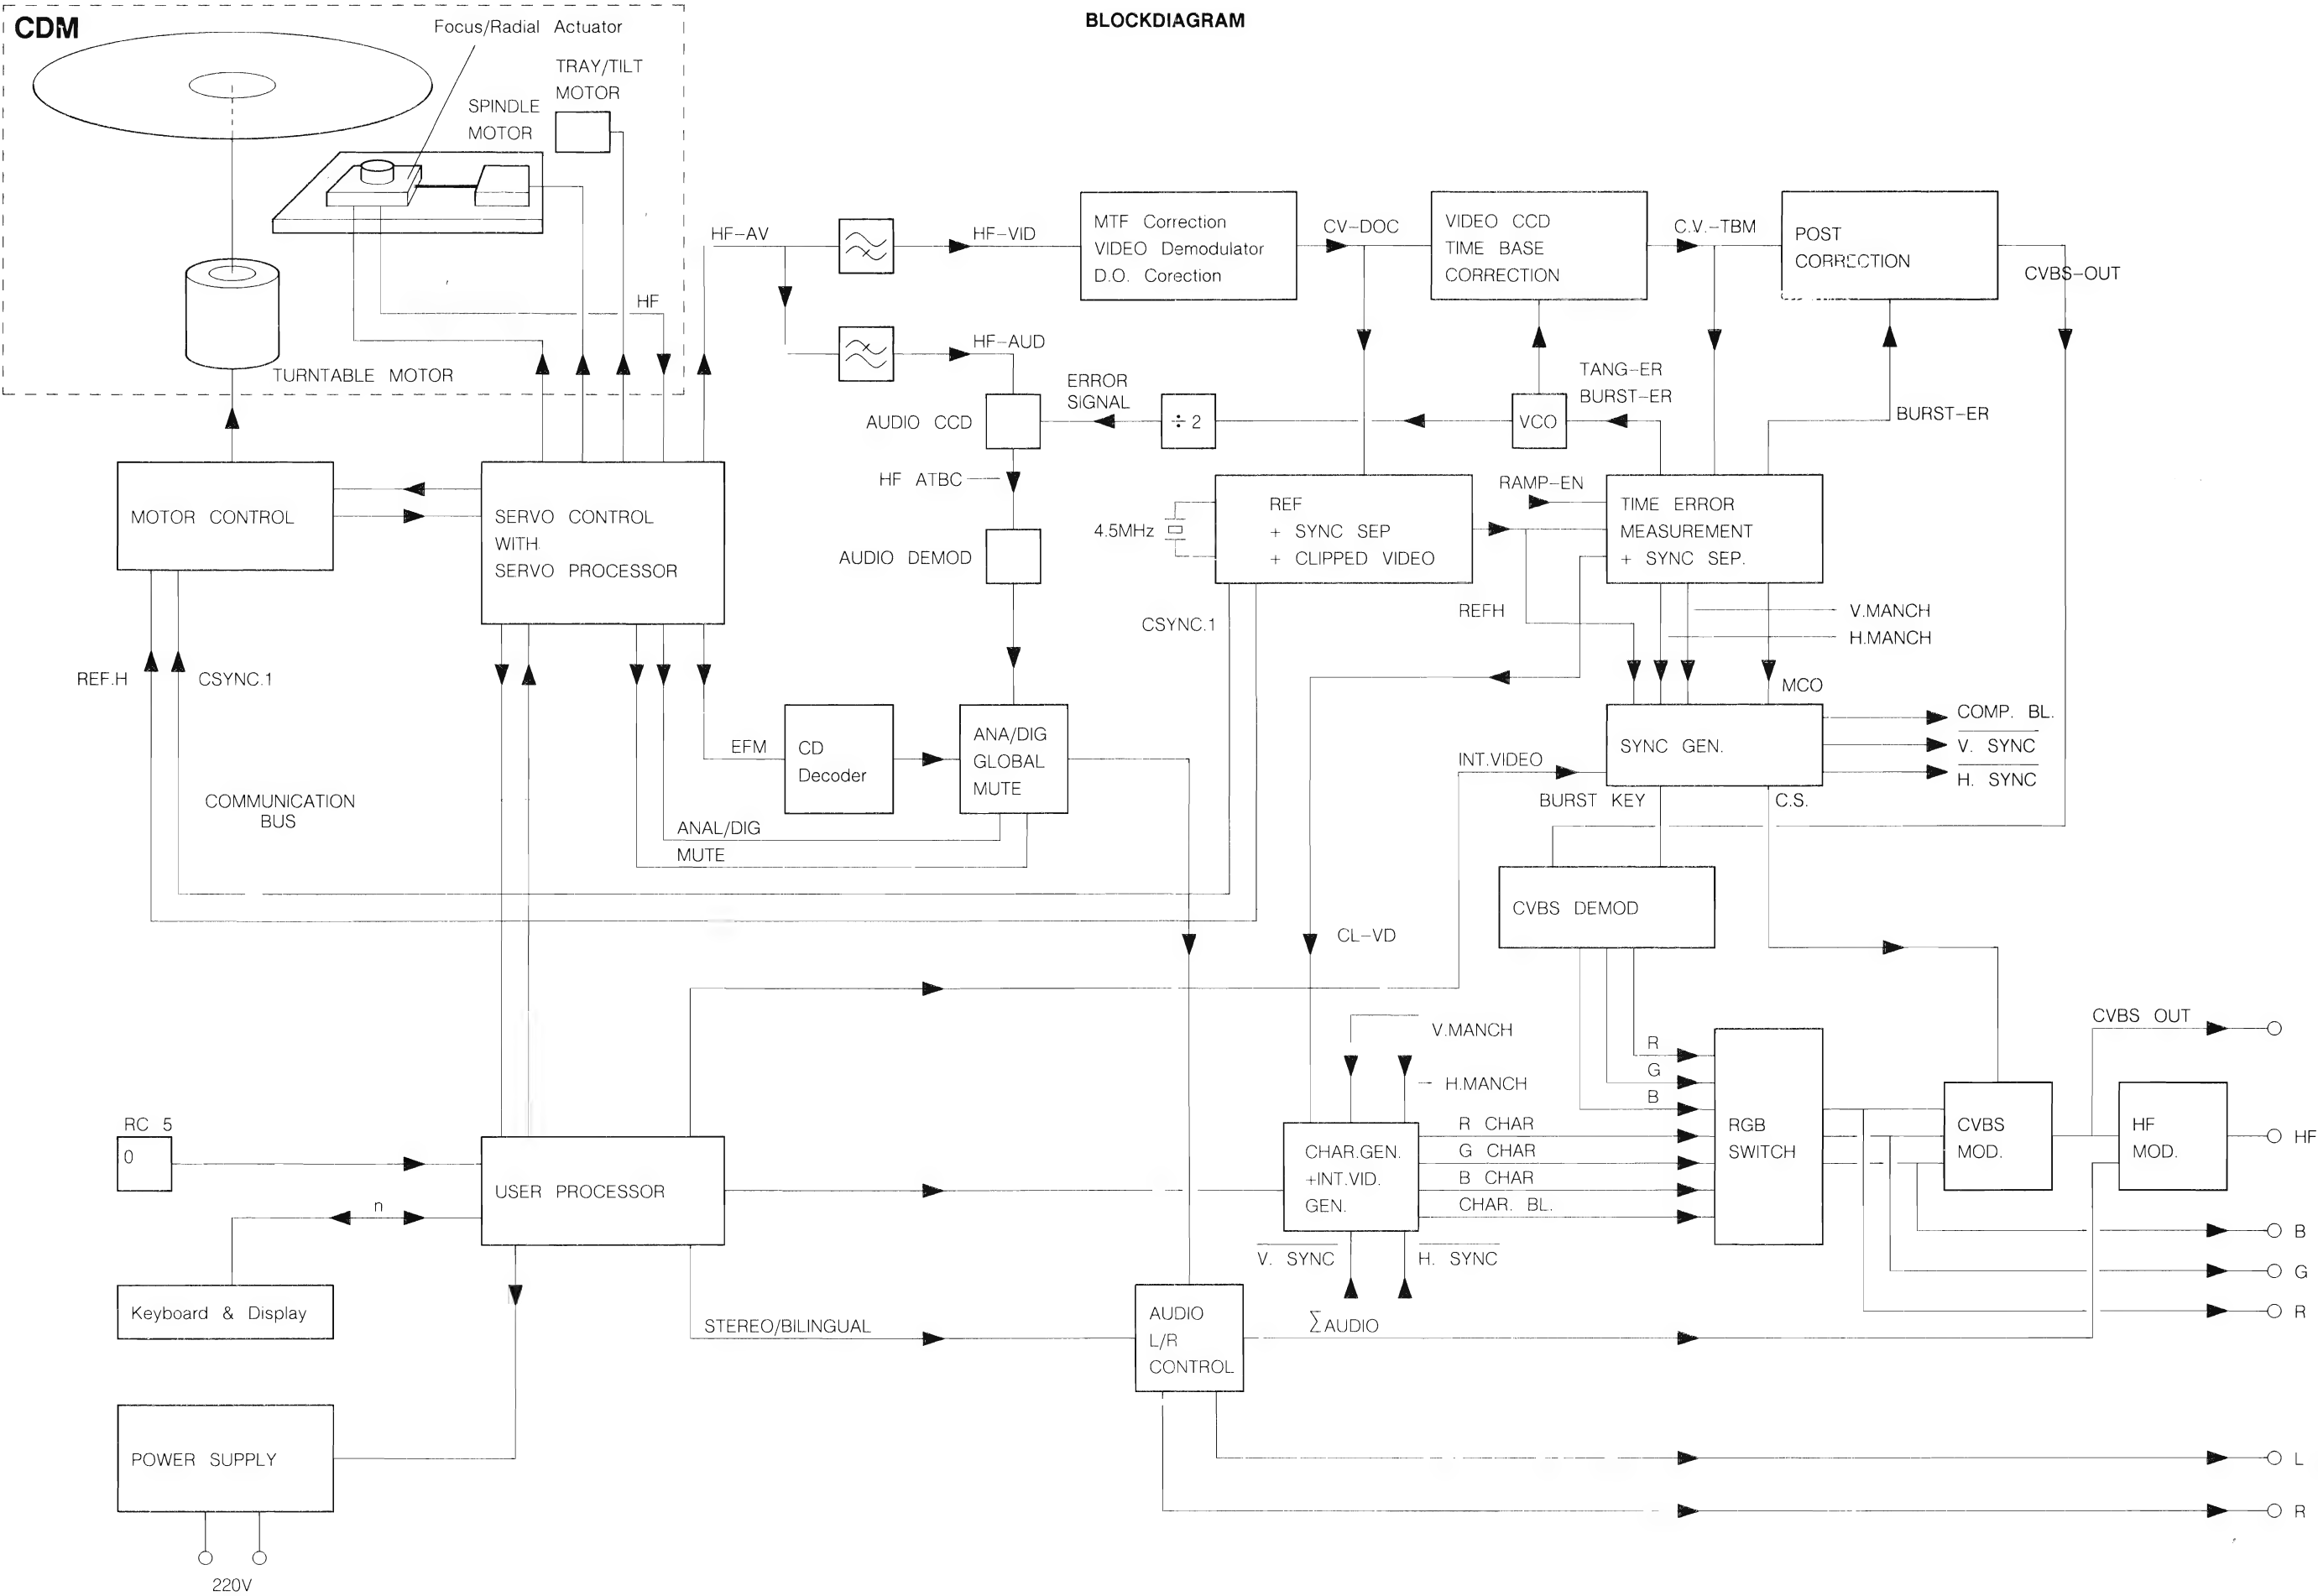 BLOCKDIAGRAM
CDM
Focus/Radial Actuator
TRAY/TILT
MOTOR
SPINDLE
MOTOR
HF
TURNTABLE MOTOR
HF-AV
HF-VID
MTF Correction
VIDEO Demodulator
D.O. Corection
CV-DOC
VIDEO CCD
TIME BASE
CORRECTION
C.V.-TBM
POST
CORRECTION
CVBS-OUT
HF-AUD
ERROR
SIGNAL
AUDIO CCD
÷ 2
VCO
TANG-ER
BURST-ER
BURST-ER
HF ATBC
AUDIO DEMOD
MOTOR CONTROL
SERVO CONTROL
WITH
SERVO PROCESSOR
4.5MHz
REF
+ SYNC SEP
+ CLIPPED VIDEO
RAMP-EN
TIME ERROR
MEASUREMENT
+ SYNC SEP.
REFH
V.MANCH
H.MANCH
CSYNC.1
REF.H
CSYNC.1
MCO
EFM
CD
Decoder
ANA/DIG
GLOBAL
MUTE
SYNC GEN.
COMP. BL.
V. SYNC
H. SYNC
INT.VIDEO
BURST KEY
C.S.
COMMUNICATION
BUS
ANAL/DIG
MUTE
CVBS DEMOD
CL-VD
V.MANCH
H.MANCH
R
G
B
CVBS OUT
RC 5
0
n
USER PROCESSOR
CHAR.GEN.
+INT.VID.
GEN.
R CHAR
G CHAR
B CHAR
CHAR. BL.
RGB
SWITCH
CVBS
MOD.
HF
MOD.
HF
B
G
R
V. SYNC
H. SYNC
Keyboard & Display
STEREO/BILINGUAL
AUDIO
L/R
CONTROL
∑AUDIO
POWER SUPPLY
L
R
220V